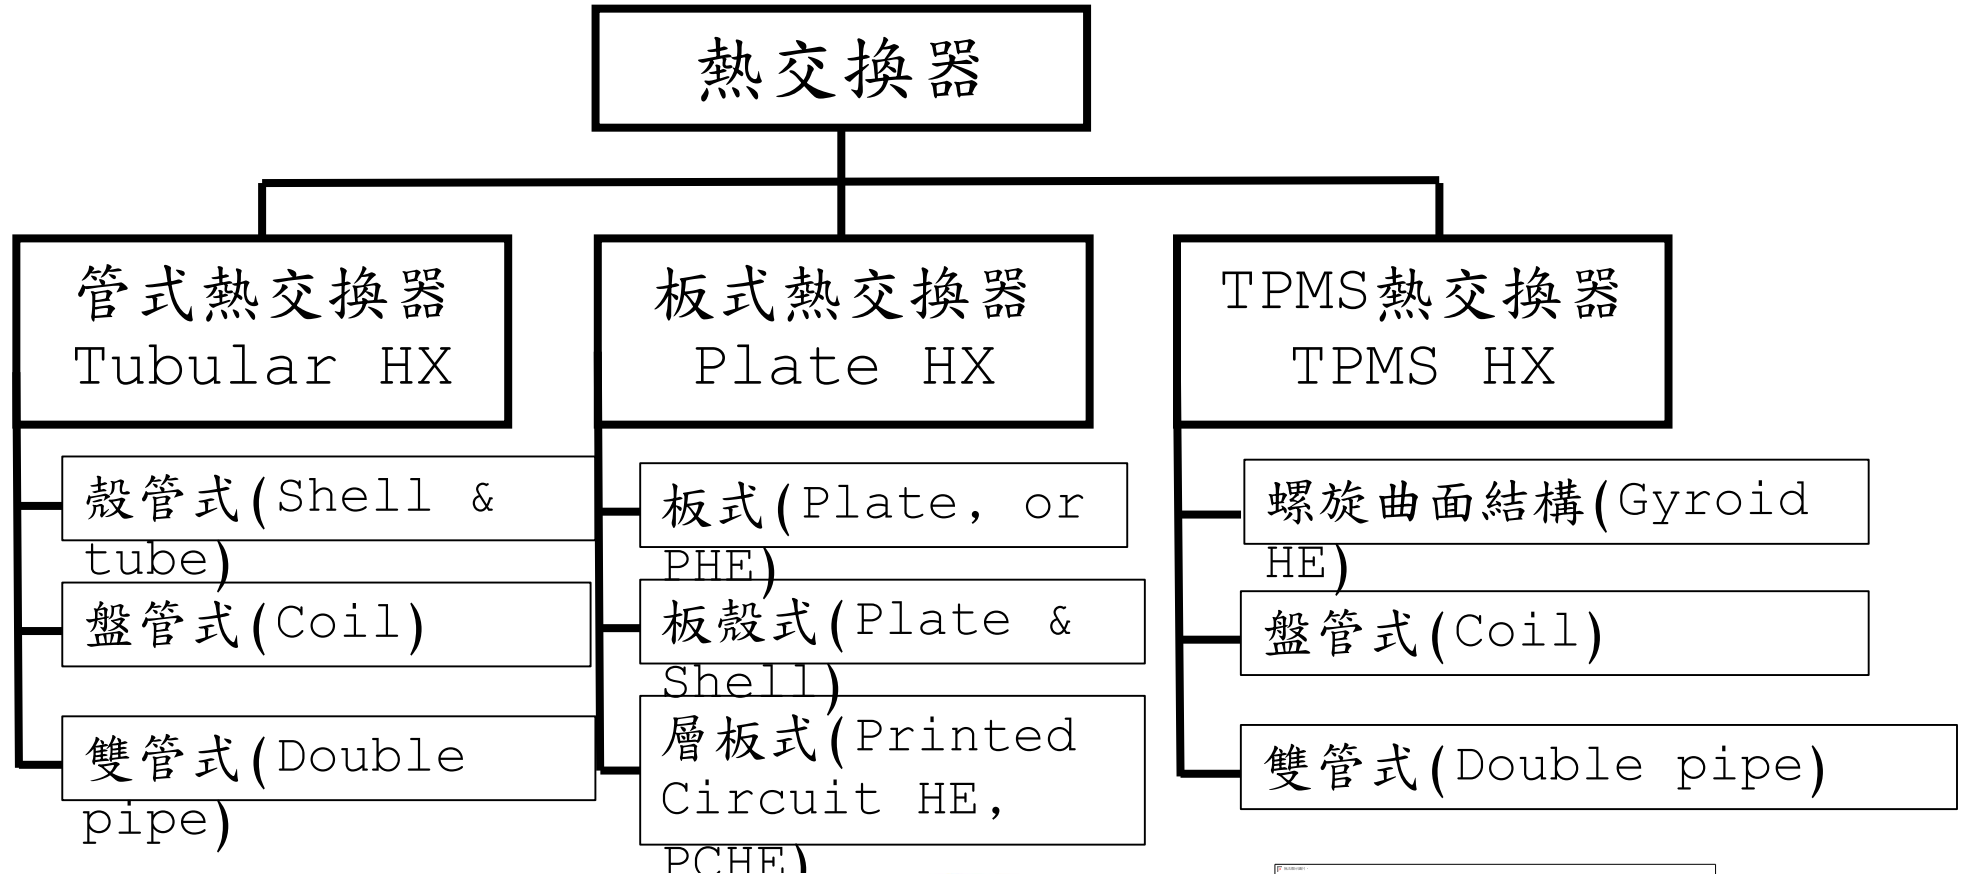 熱交換器
管式熱交換器
Tubular HX
殼管式(Shell &
tube)
盤管式(Coil)
雙管式(Double
pipe)
板式熱交換器
Plate HX
板式(Plate, or
PHE)
板殼式(Plate &
Shell)
層板式(Printed
Circuit HE,
PCHE)
TPMS熱交換器
TPMS HX
螺旋曲面結構(Gyroid
HE)
盤管式(Coil)
雙管式(Double pipe)